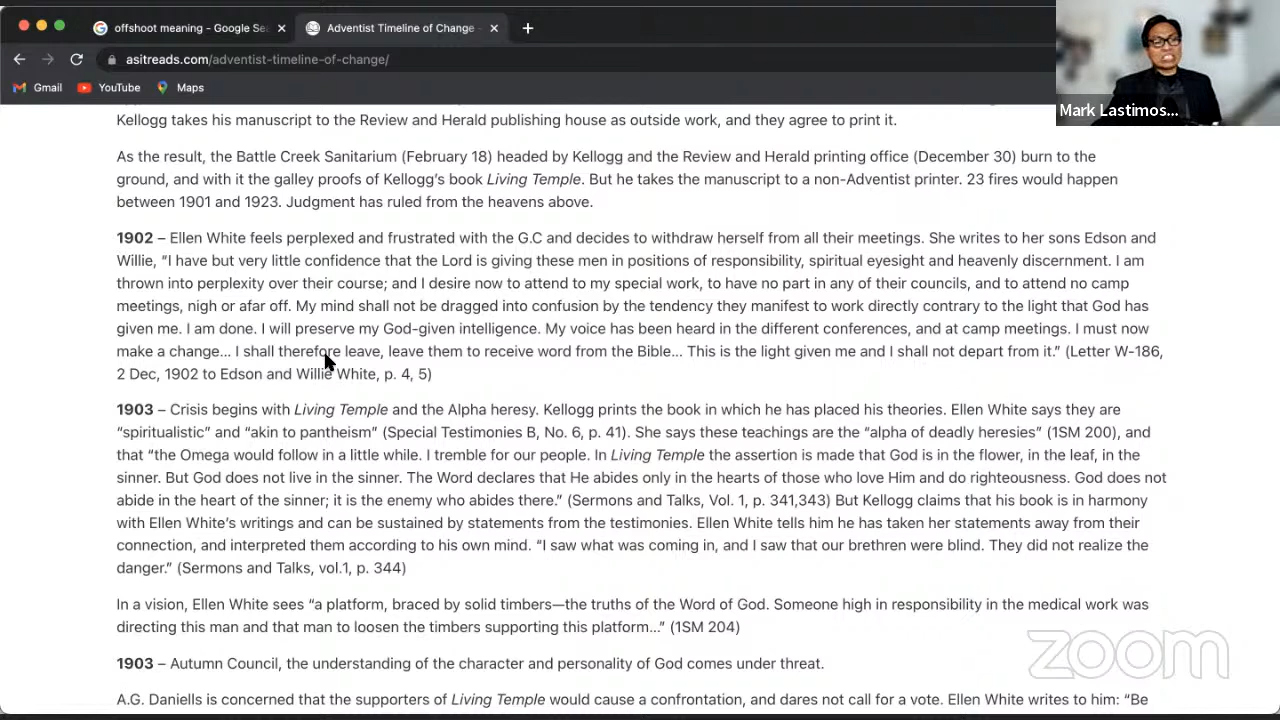 offshoot meaning - Google Se
Adventist Timeline of Change -
asitreads.com/adventist-timeline-of-change/
Gmail YouTube Maps
Mark Lastimos...
Kellogg takes his manuscript to the Review and Herald publishing house as outside work, and they agree to print it.
As the result, the Battle Creek Sanitarium (February 18) headed by Kellogg and the Review and Herald printing office (December 30) burn to the
ground, and with it the galley proofs of Kellogg’s book Living Temple. But he takes the manuscript to a non-Adventist printer. 23 fires would happen
between 1901 and 1923. Judgment has ruled from the heavens above.
1902 – Ellen White feels perplexed and frustrated with the G.C and decides to withdraw herself from all their meetings. She writes to her sons Edson and
Willie, “I have but very little confidence that the Lord is giving these men in positions of responsibility, spiritual eyesight and heavenly discernment. I am
thrown into perplexity over their course; and I desire now to attend to my special work, to have no part in any of their councils, and to attend no camp
meetings, nigh or afar off. My mind shall not be dragged into confusion by the tendency they manifest to work directly contrary to the light that God has
given me. I am done. I will preserve my God-given intelligence. My voice has been heard in the different conferences, and at camp meetings. I must now
make a change... I shall therefore leave, leave them to receive word from the Bible... This is the light given me and I shall not depart from it.” (Letter W-186,
2 Dec, 1902 to Edson and Willie White, p. 4, 5)
1903 – Crisis begins with Living Temple and the Alpha heresy. Kellogg prints the book in which he has placed his theories. Ellen White says they are
“spiritualistic” and “akin to pantheism” (Special Testimonies B, No. 6, p. 41). She says these teachings are the “alpha of deadly heresies” (1SM 200), and
that “the Omega would follow in a little while. I tremble for our people. In Living Temple the assertion is made that God is in the flower, in the leaf, in the
sinner. But God does not live in the sinner. The Word declares that He abides only in the hearts of those who love Him and do righteousness. God does not
abide in the heart of the sinner; it is the enemy who abides there.” (Sermons and Talks, Vol. 1, p. 341,343) But Kellogg claims that his book is in harmony
with Ellen White’s writings and can be sustained by statements from the testimonies. Ellen White tells him he has taken her statements away from their
connection, and interpreted them according to his own mind. “I saw what was coming in, and I saw that our brethren were blind. They did not realize the
danger.” (Sermons and Talks, vol.1, p. 344)
In a vision, Ellen White sees “a platform, braced by solid timbers—the truths of the Word of God. Someone high in responsibility in the medical work was
directing this man and that man to loosen the timbers supporting this platform...” (1SM 204)
1903 – Autumn Council, the understanding of the character and personality of God comes under threat.
A.G. Daniells is concerned that the supporters of Living Temple would cause a confrontation, and dares not call for a vote. Ellen White writes to him: “Be
zoom